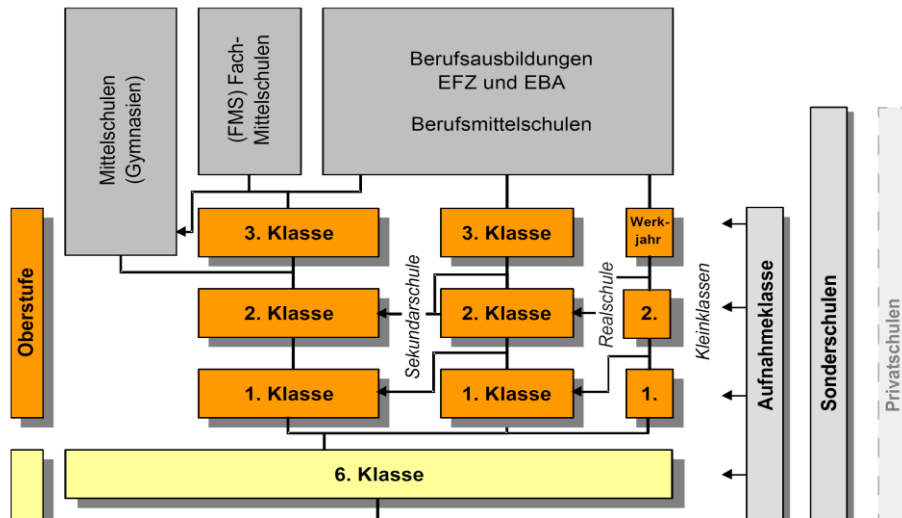 Mittelschulen
(Gymnasien)
(FMS) Fach-
Mittelschulen
Berufsausbildungen
EFZ und EBA
Berufsmittelschulen
Oberstufe
3. Klasse
3. Klasse
Werk-
jahr
Sekundarschule
Realschule
Kleinklassen
2. Klasse
2. Klasse
2.
1. Klasse
1. Klasse
1.
6. Klasse
Aufnahmeklasse
Sonderschulen
Privatschulen